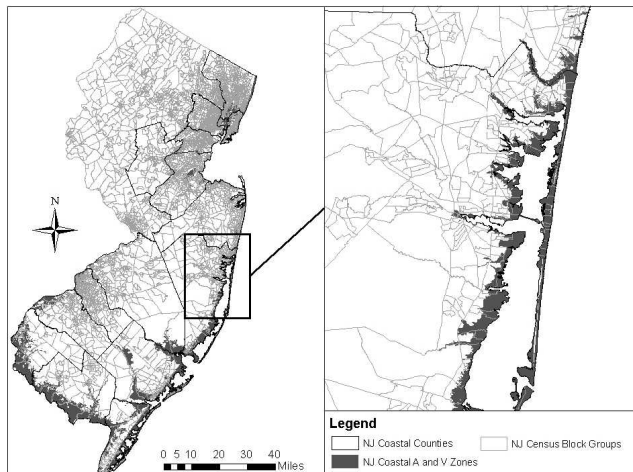 N
0 5 10 20 30 40
Miles
Legend
NJ Coastal Counties
NJ Census Block Groups
NJ Coastal A and V Zones